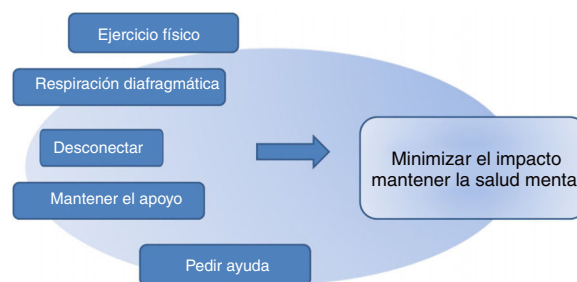 Ejercicio físico
Respiración diafragmática
Desconectar
Mantener el apoyo
Pedir ayuda
Minimizar el impacto
mantener la salud menta